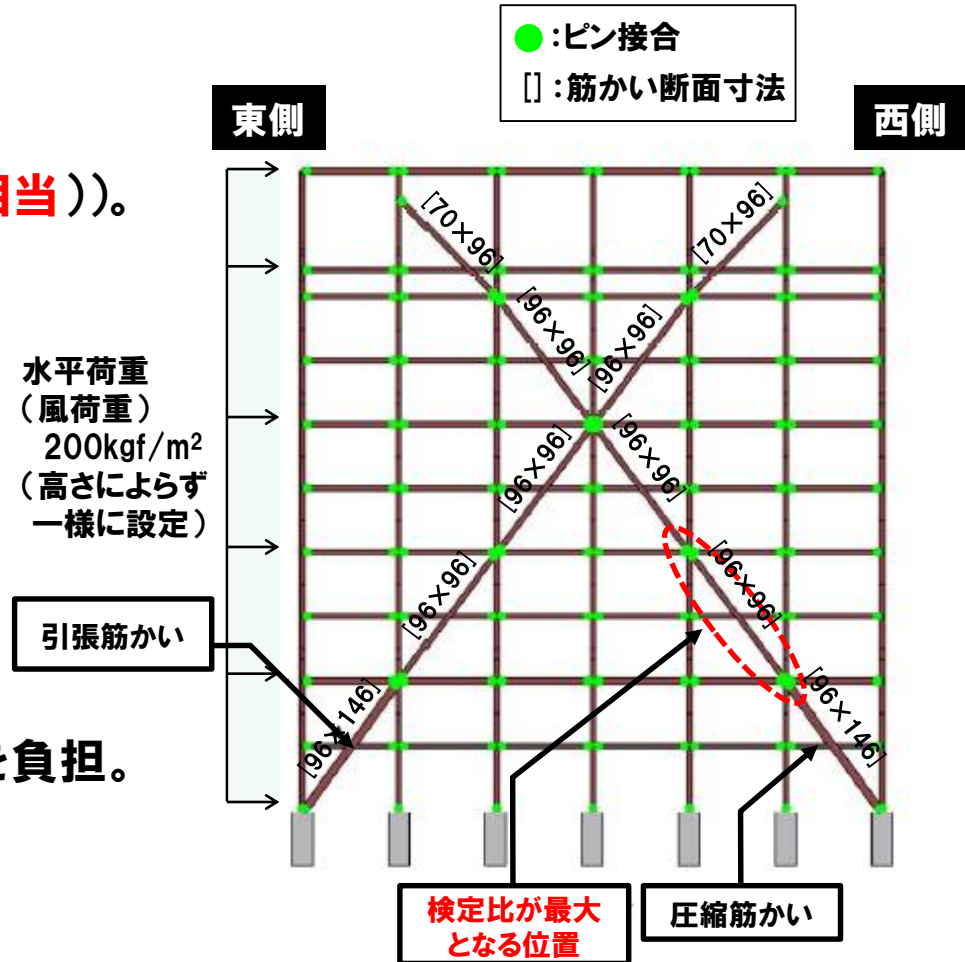 ●:ピン接合
[]:筋かい断面寸法
東側
西側
相当))。
[70×96]
[70×96]
[96×96]
[96×96]
水平荷重
(風荷重)
200kgf/m²
(高さによらず
一様に設定)
[96×96]
[96×96]
[96×96]
[96×96]
引張筋かい
[96×146]
[96×146]
を負担。
検定比が最大
となる位置
圧縮筋かい